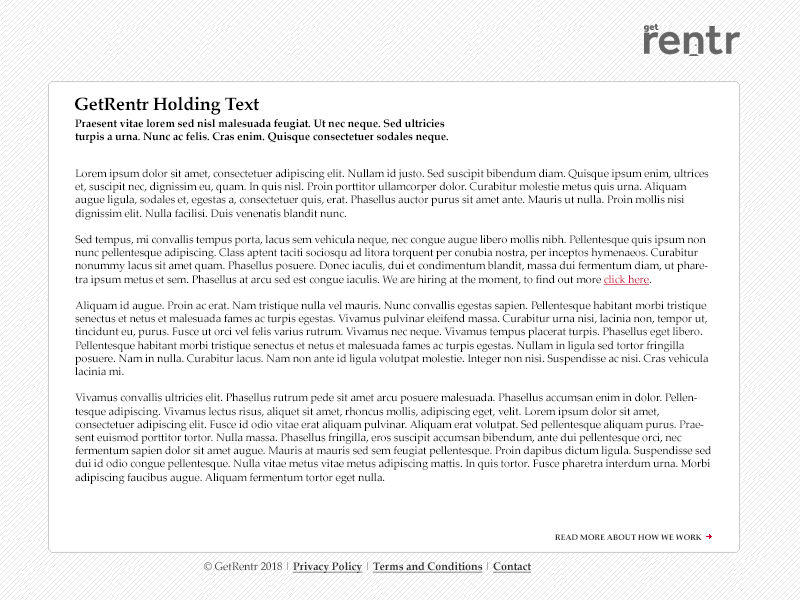 get
rentr
GetRentr Holding Text
Praesent vitae lorem sed nisl malesuada feugiat. Ut nec neque. Sed ultricies
turpis a urna. Nunc ac felis. Cras enim. Quisque consectetuer sodales neque.
Lorem ipsum dolor sit amet, consectetuer adipiscing elit. Nullam id justo. Sed suscipit bibendum diam. Quisque ipsum enim, ultrices
et, suscipit nec, dignissim eu, quam. In quis nisl. Proin porttitor ullamcorper dolor. Curabitur molestie metus quis urna. Aliquam
augue ligula, sodales et, egestas a, consectetuer quis, erat. Phasellus auctor purus sit amet ante. Mauris ut nulla. Proin mollis nisi
dignissim elit. Nulla facilisi. Duis venenatis blandit nunc.
Sed tempus, mi convallis tempus porta, lacus sem vehicula neque, nec congue augue libero mollis nibh. Pellentesque quis ipsum non
nunc pellentesque adipiscing. Class aptent taciti sociosqu ad litora torquent per conubia nostra, per inceptos hymenaeos. Curabitur
nonummy lacus sit amet quam. Phasellus posuere. Donec iaculis, dui et condimentum blandit, massa dui fermentum diam, ut phare-
tra ipsum metus et sem. Phasellus at arcu sed est congue iaculis. We are hiring at the moment, to find out more click here.
Aliquam id augue. Proin ac erat. Nam tristique nulla vel mauris. Nunc convallis egestas sapien. Pellentesque habitant morbi tristique
senectus et netus et malesuada fames ac turpis egestas. Vivamus pulvinar eleifend massa. Curabitur urna nisi, lacinia non, tempor ut,
tincidunt eu, purus. Fusce ut orci vel felis varius rutrum. Vivamus nec neque. Vivamus tempus placerat turpis. Phasellus eget libero.
Pellentesque habitant morbi tristique senectus et netus et malesuada fames ac turpis egestas. Nullam in ligula sed tortor fringilla
posuere. Nam in nulla. Curabitur lacus. Nam non ante id ligula volutpat molestie. Integer non nisi. Suspendisse ac nisi. Cras vehicula
lacinia mi.
Vivamus convallis ultricies elit. Phasellus rutrum pede sit amet arcu posuere malesuada. Phasellus accumsan enim in dolor. Pellen-
tesque adipiscing. Vivamus lectus risus, aliquet sit amet, rhoncus mollis, adipiscing eget, velit. Lorem ipsum dolor sit amet,
consectetuer adipiscing elit. Fusce id odio vitae erat aliquam pulvinar. Aliquam erat volutpat. Sed pellentesque aliquam purus. Prae-
sent euismod porttitor tortor. Nulla massa. Phasellus fringilla, eros suscipit accumsan bibendum, ante dui pellentesque orci, nec
fermentum sapien dolor sit amet augue. Mauris at mauris sed sem feugiat pellentesque. Proin dapibus dictum ligula. Suspendisse sed
dui id odio congue pellentesque. Nulla vitae metus vitae metus adipiscing mattis. In quis tortor. Fusce pharetra interdum urna. Morbi
adipiscing faucibus augue. Aliquam fermentum tortor eget nulla.
READ MORE ABOUT HOW WE WORK →
© GetRentr 2018 | Privacy Policy | Terms and Conditions | Contact